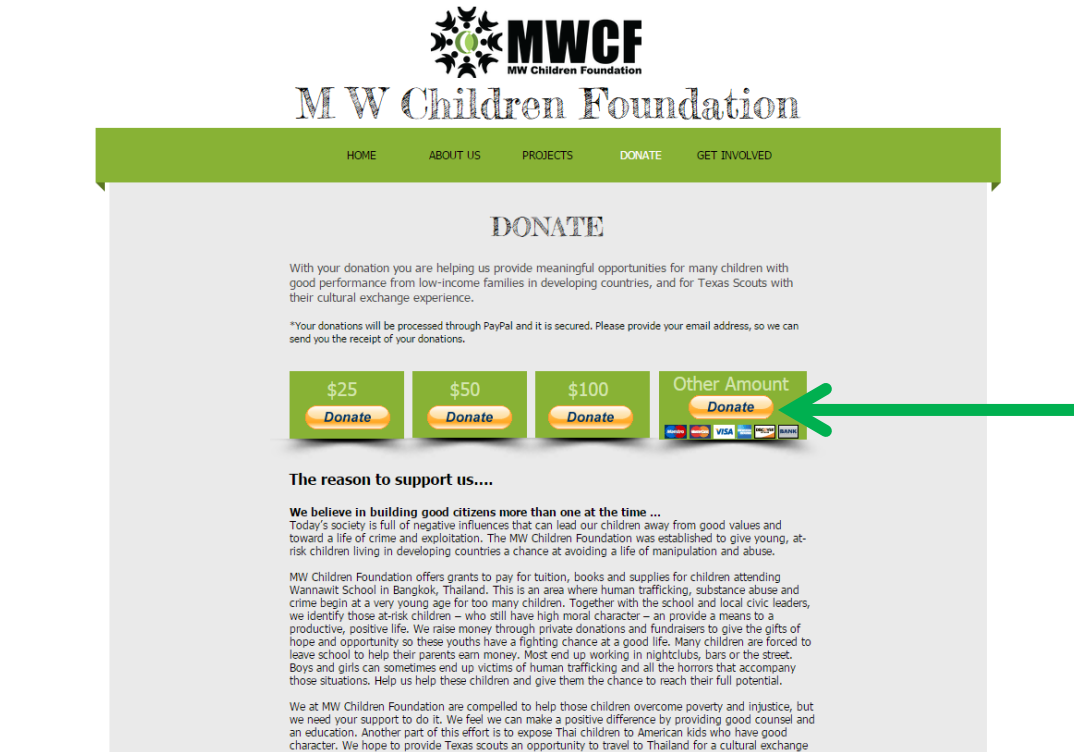 MWCF
MW Children Foundation
M W Children Foundation
HOME ABOUT US PROJECTS DONATE GET INVOLVED
DONATE
With your donation you are helping us provide meaningful opportunities for many children with
good performance from low-income families in developing countries, and for Texas Scouts with
their cultural exchange experience.
*Your donations will be processed through PayPal and it is secured. Please provide your email address, so we can
send you the receipt of your donations.
$25 $50 $100 Other Amount
Donate Donate Donate Donate
VISA BANK
The reason to support us....
We believe in building good citizens more than one at the time ...
Today's society is full of negative influences that can lead our children away from good values and
toward a life of crime and exploitation. The MW Children Foundation was established to give young, at-
risk children living in developing countries a chance at avoiding a life of manipulation and abuse.
MW Children Foundation offers grants to pay for tuition, books and supplies for children attending
Wannawit School in Bangkok, Thailand. This is an area where human trafficking, substance abuse and
crime begin at a very young age for too many children. Together with the school and local civic leaders,
we identify those at-risk children – who still have high moral character – an provide a means to a
productive, positive life. We raise money through private donations and fundraisers to give the gifts of
hope and opportunity so these youths have a fighting chance at a good life. Many children are forced to
leave school to help their parents earn money. Most end up working in nightclubs, bars or the street.
Boys and girls can sometimes end up victims of human trafficking and all the horrors that accompany
those situations. Help us help these children and give them the chance to reach their full potential.
We at MW Children Foundation are compelled to help those children overcome poverty and injustice, but
we need your support to do it. We feel we can make a positive difference by providing good counsel and
an education. Another part of this effort is to expose Thai children to American kids who have good
character. We hope to provide Texas scouts an opportunity to travel to Thailand for a cultural exchange